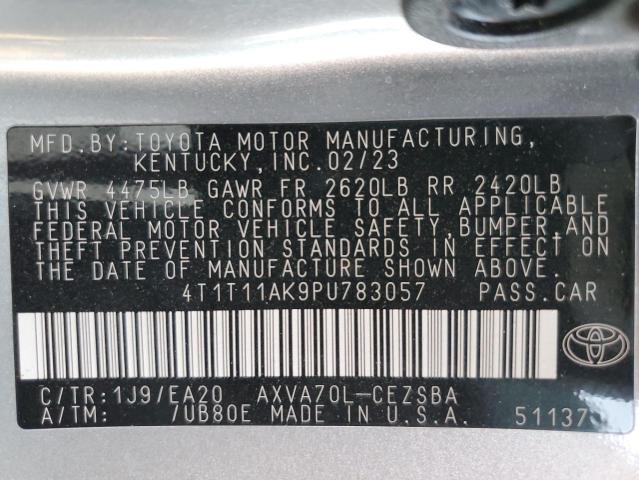 MFD.BY:TOYOTA MOTOR MANUFACTURING,
KENTUCKY,INC.02/23
GVWR 4475LB GAWR FR 2620LB RR 2420LB
THIS VEHICLE CONFORMS TO ALL APPLICABLE
FEDERAL MOTOR VEHICLE SAFETY,BUMPER,AND
THEFT PREVENTION STANDARDS IN EFFECT ON
THE DATE OF MANUFACTURE SHOWN ABOVE.
4T1T11AK9PU783057 PASS.CAR
C/TR:1J9/EA20 AXVA70L-CEZSBA
A/TM: /UB80E MADE IN U.S.A.